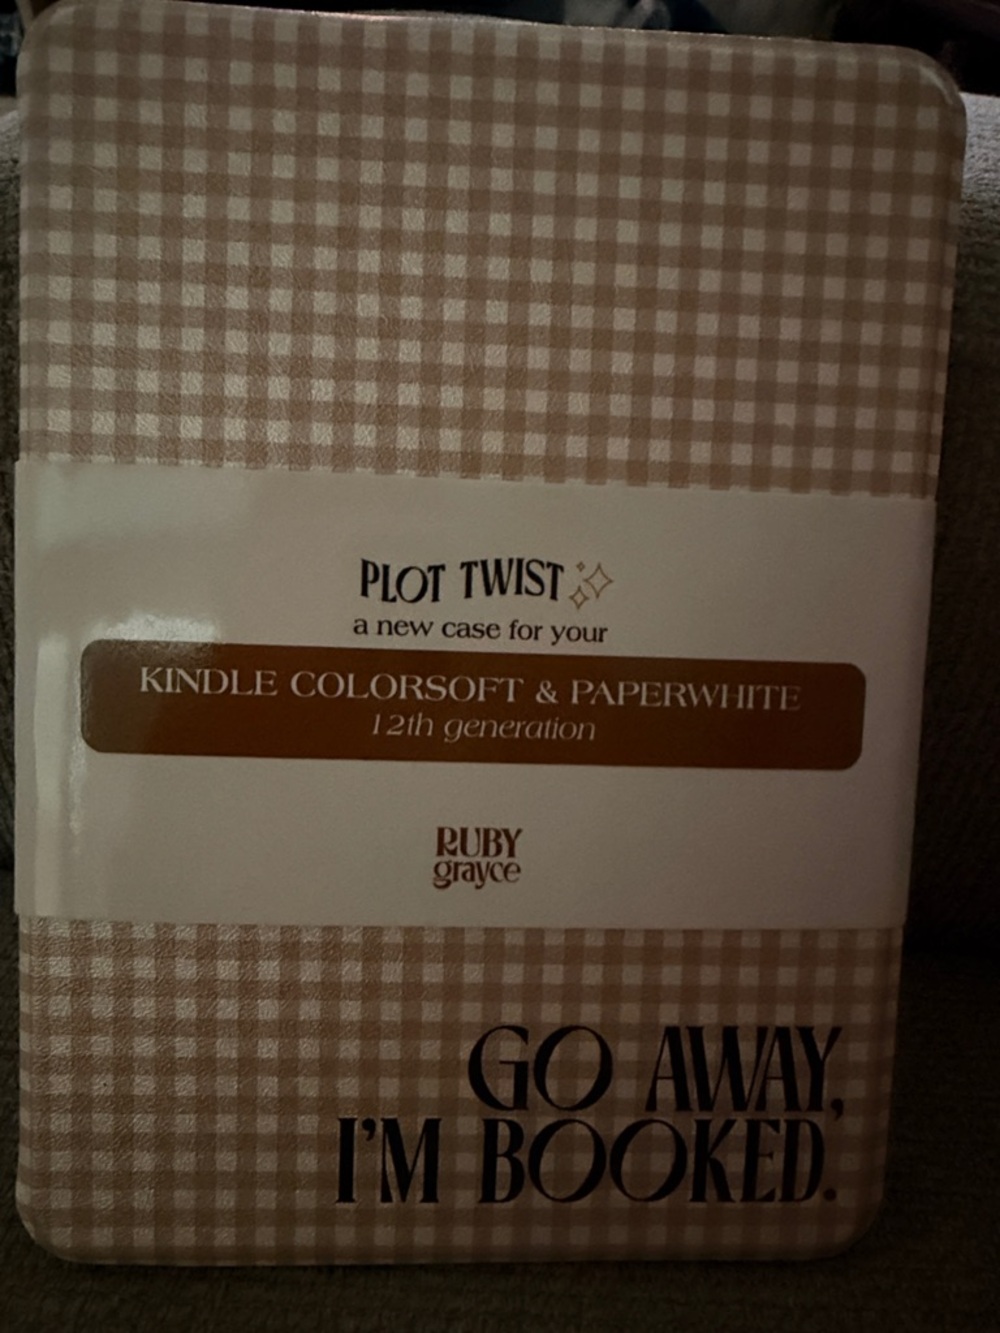 PLOT TWIST
a new case for your
KINDLE COLORSOFT & PAPERWHITE
12th generation
RUBY
grayce
GO AWAY,
I'M BOOKED.